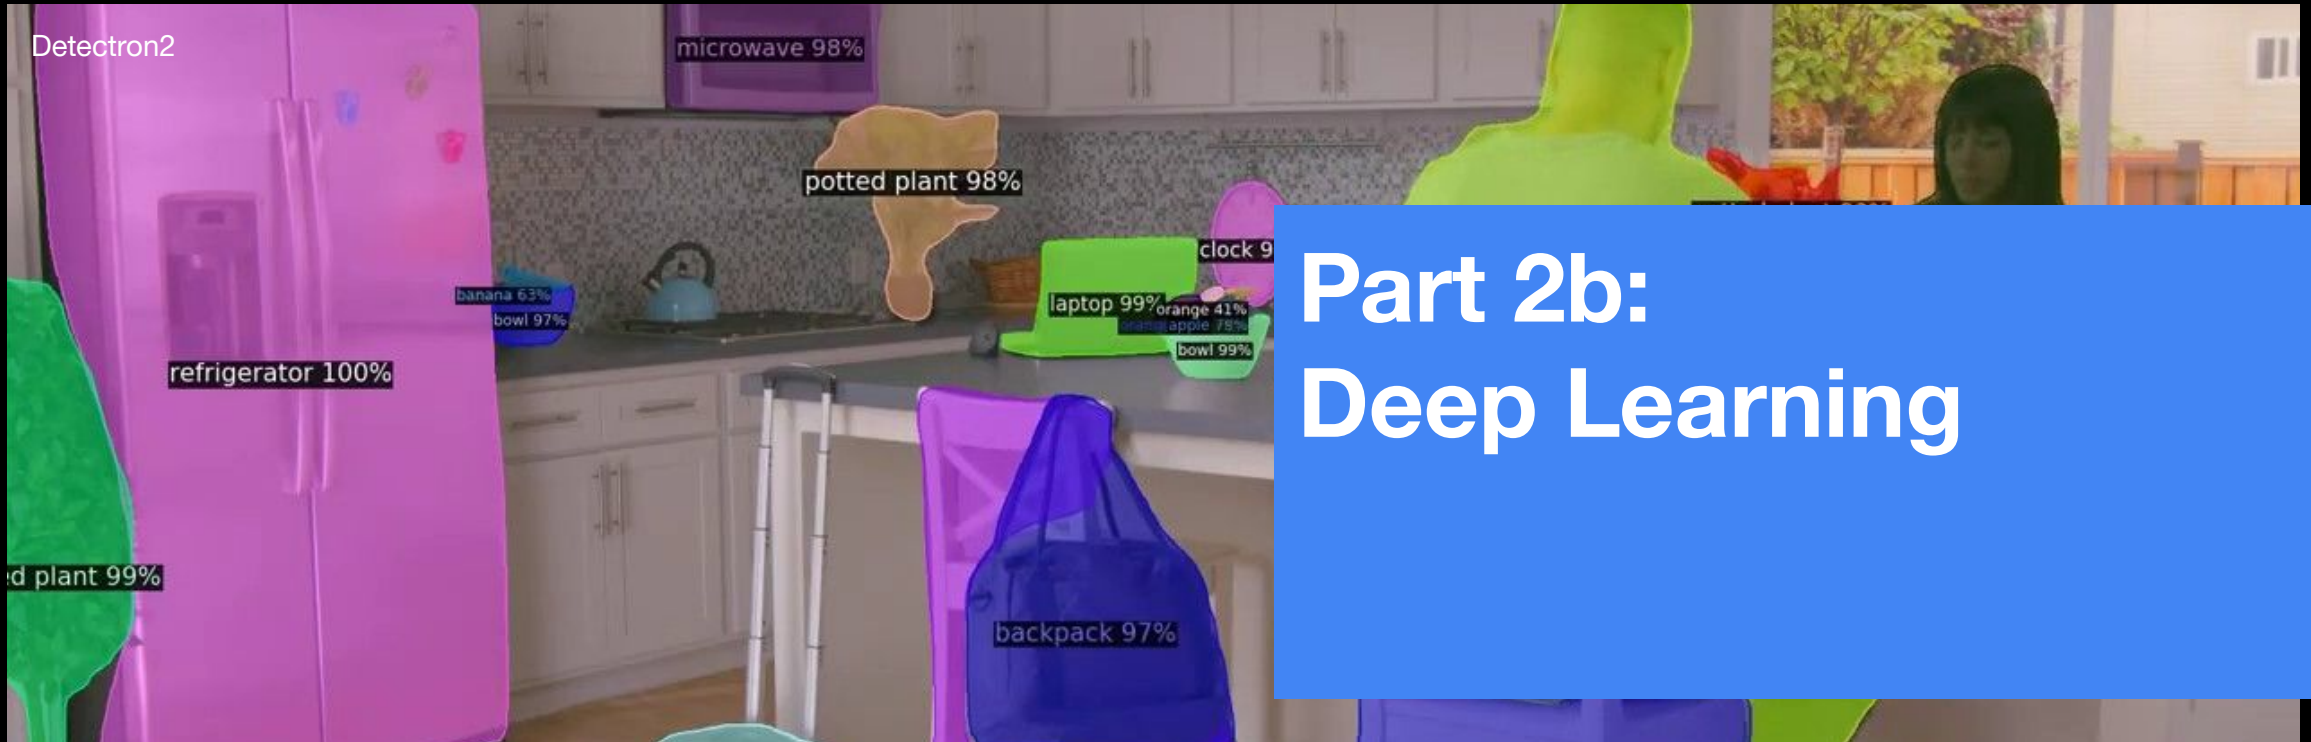 Detectron2
microwave 98%
potted plant 98%
clock 9
banana 63%
bowl 97%
laptop 99%
orange 41%
apple 78%
bowl 99%
refrigerator 100%
ed plant 99%
backpack 97%
Part 2b:
Deep Learning